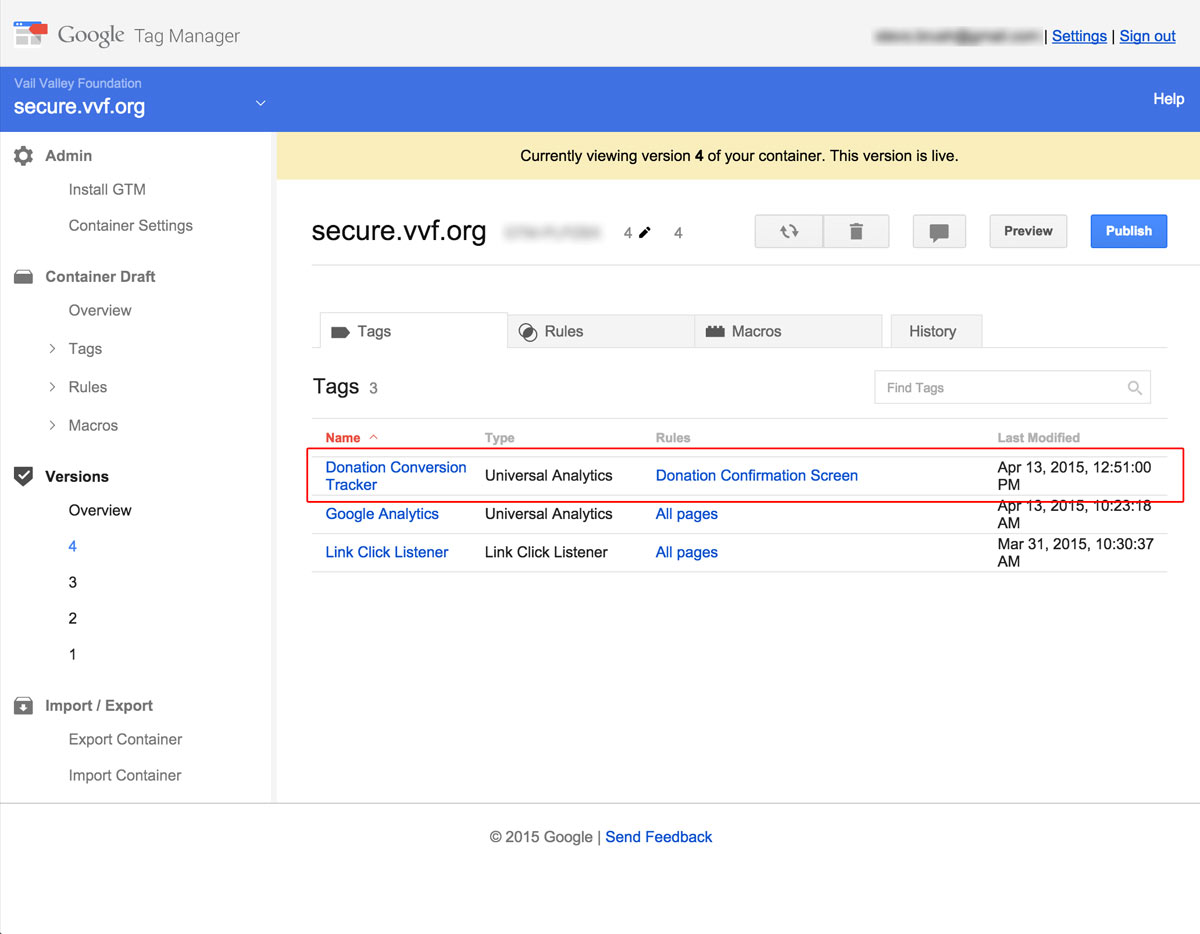 Google Tag Manager
| Settings | Sign out
Vail Valley Foundation
secure.vvf.org
Help
Admin
Install GTM
Container Settings
Container Draft
Overview
Tags
Rules
Macros
Versions
Overview
4
3
2
1
Import / Export
Export Container
Import Container
Currently viewing version 4 of your container. This version is live.
secure.vvf.org 4 4
Preview
Publish
Tags
Rules
Macros
History
Tags 3
Find Tags
Name Type Rules Last Modified
Donation Conversion Universal Analytics Donation Confirmation Screen Apr 13, 2015, 12:51:00
Tracker PM
Google Analytics Universal Analytics All pages Apr 13, 2015, 10:23:18
AM
Link Click Listener Link Click Listener All pages Mar 31, 2015, 10:30:37
AM
© 2015 Google | Send Feedback